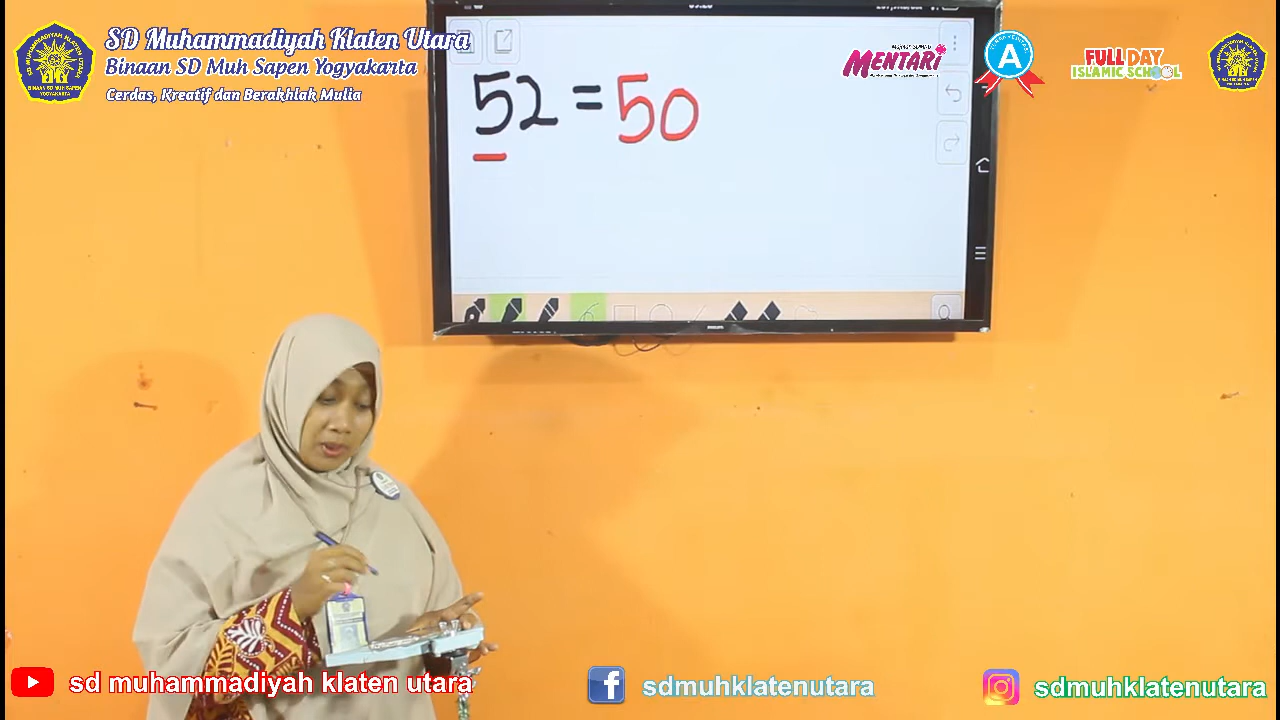 SD Muhammadiyah Klaten Utara
Binaan SD Muh Sapen Yogyakarta
Cerdas, Kreatif dan Berakhlak Mulia
MENTARI
A
FULL DAY
ISLAMIC SCHOOL
52 = 50
sd muhammadiyah klaten utara
sdmuhklatenutara
sdmuhklatenutara